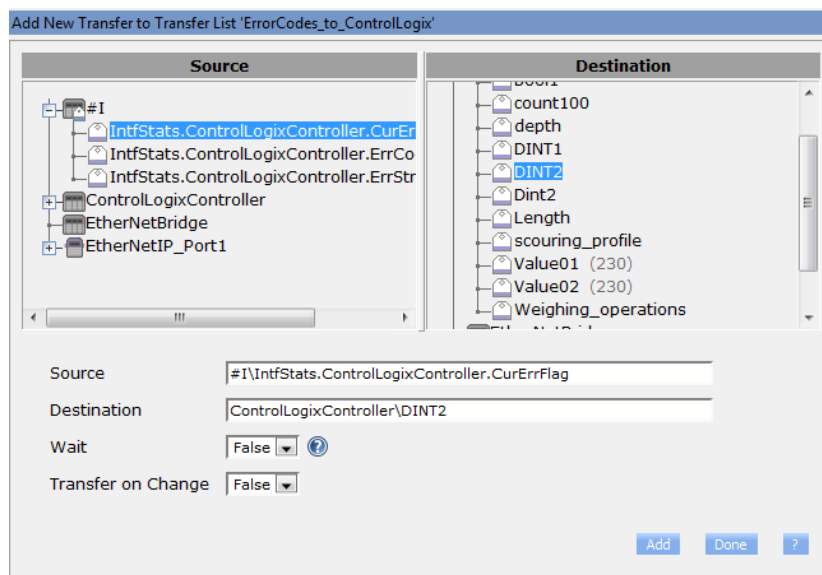 Add New Transfer to Transfer List 'ErrorCodes_to_ControlLogix'
Source
#I
IntfStats.ControlLogixController.CurEr
IntfStats.ControlLogixController.ErrCo
IntfStats.ControlLogixController.ErrStr
ControlLogixController
EtherNetBridge
EtherNetIP_Port1
Destination
count100
depth
DINT1
DINT2
Dint2
Length
scouring_profile
Value01 (230)
Value02 (230)
Weighing_operations
Source #I\IntfStats.ControlLogixController.CurErrFlag
Destination ControlLogixController\DINT2
Wait False ?
Transfer on Change False
Add Done ?